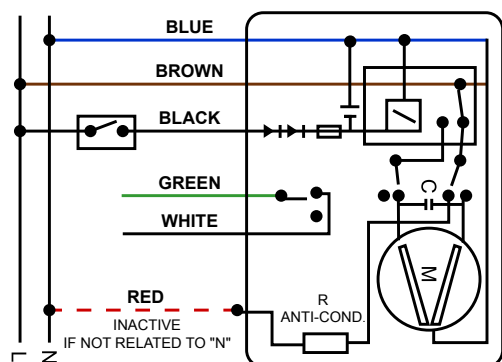 BLUE
BROWN
BLACK
GREEN
WHITE
RED
INACTIVE
IF NOT RELATED TO "N"
R
ANTI-COND.
C
M
L
N